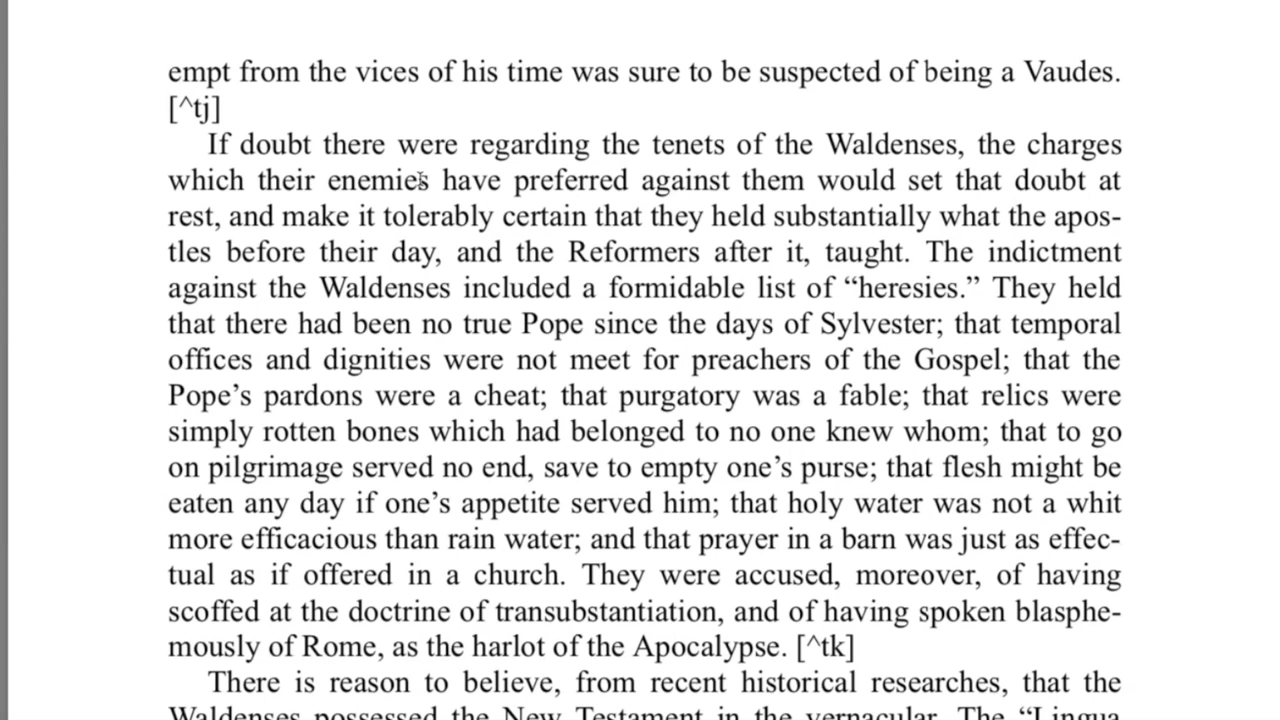 empt from the vices of his time was sure to be suspected of being a Vaudes.
[^tj]
If doubt there were regarding the tenets of the Waldenses, the charges
which their enemies have preferred against them would set that doubt at
rest, and make it tolerably certain that they held substantially what the apos-
tles before their day, and the Reformers after it, taught. The indictment
against the Waldenses included a formidable list of “heresies.” They held
that there had been no true Pope since the days of Sylvester; that temporal
offices and dignities were not meet for preachers of the Gospel; that the
Pope’s pardons were a cheat; that purgatory was a fable; that relics were
simply rotten bones which had belonged to no one knew whom; that to go
on pilgrimage served no end, save to empty one’s purse; that flesh might be
eaten any day if one’s appetite served him; that holy water was not a whit
more efficacious than rain water; and that prayer in a barn was just as effec-
tual as if offered in a church. They were accused, moreover, of having
scoffed at the doctrine of transubstantiation, and of having spoken blasphe-
mously of Rome, as the harlot of the Apocalypse. [^tk]
There is reason to believe, from recent historical researches, that the
Waldenses possessed the New Testament in the vernacular. The “Lingua